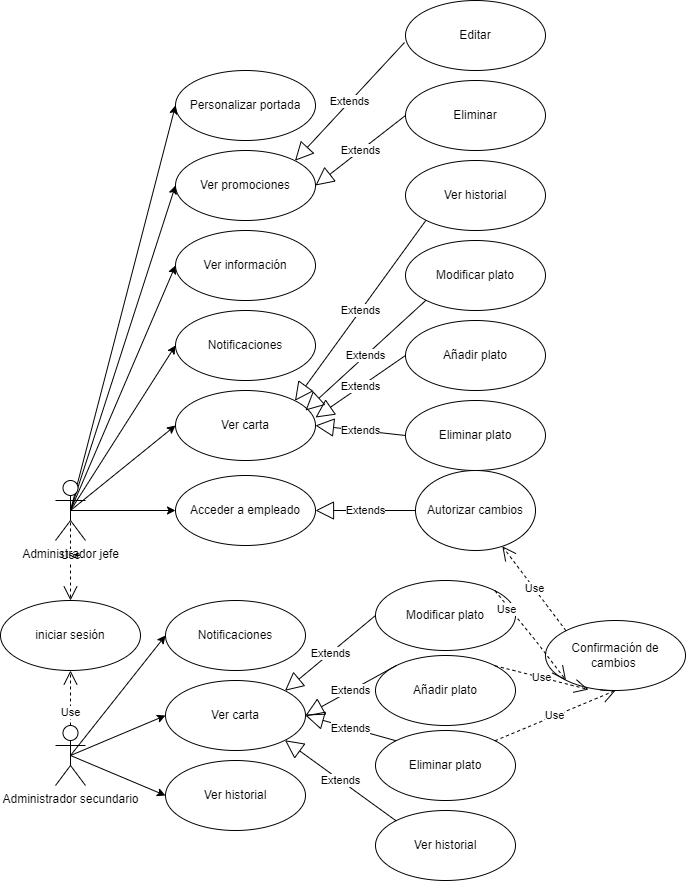 Editar
Extends
Personalizar portada
Eliminar
Extends
Ver promociones
Ver historial
Ver información
Modificar plato
Extends
Notificaciones
Extends
Añadir plato
Extends
Ver carta
Extends
Eliminar plato
Acceder a empleado
Extends
Autorizar cambios
Administrador jefe
Use
Use
Modificar plato
Use
iniciar sesión
Notificaciones
Extends
Confirmación de
cambios
Use
Extends
Añadir plato
Use
Ver carta
Use
Extends
Eliminar plato
Extends
Administrador secundario
Ver historial
Ver historial